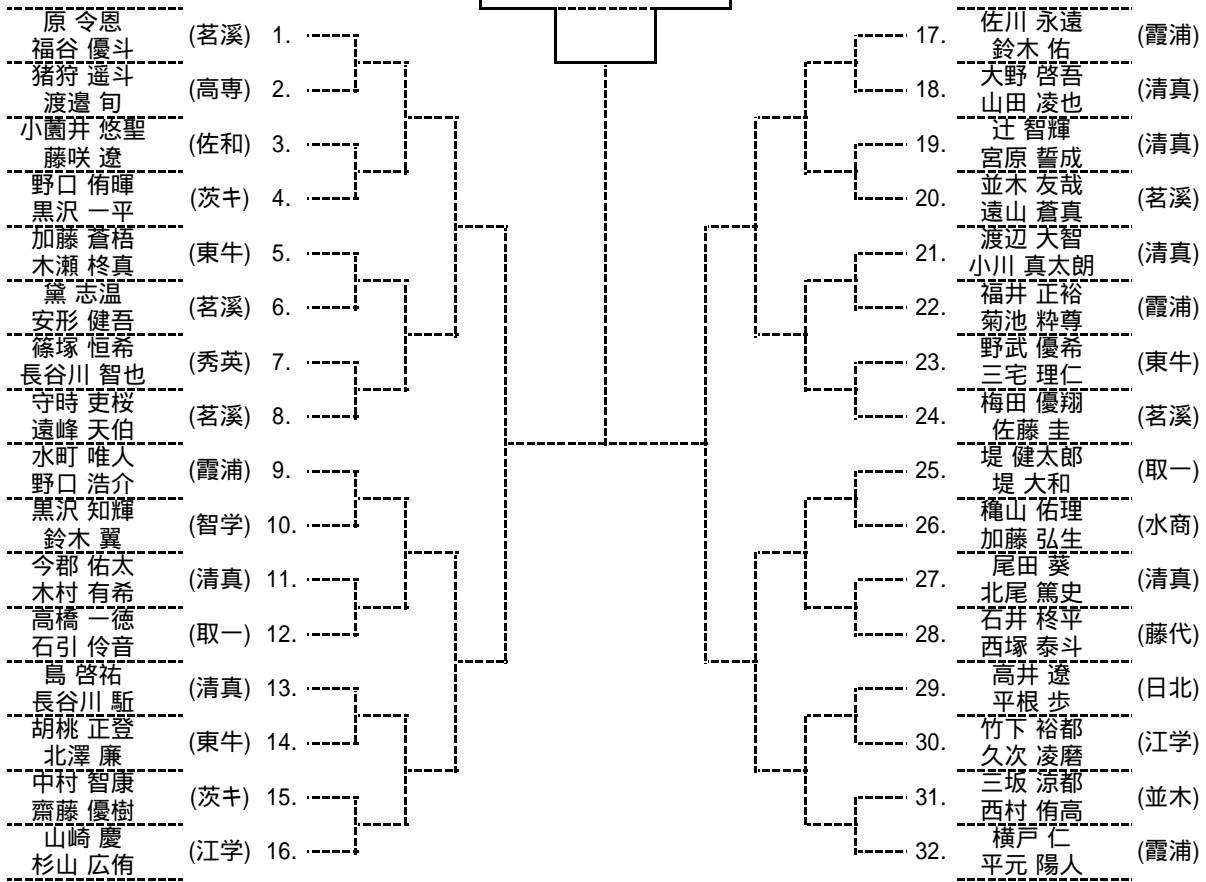 原 令恩
福谷 優斗
(茗溪) 1.
猪狩 遥斗
渡邉 旬
(高専) 2.
小薗井 悠聖
藤咲 遼
(佐和) 3.
野口 侑暉
黒沢 一平
(茨キ) 4.
加藤 蒼梧
木瀬 柊真
(東牛) 5.
黛 志温
安形 健吾
(茗溪) 6.
篠塚 恒希
長谷川 智也
(秀英) 7.
守時 吏桜
遠峰 天伯
(茗溪) 8.
水町 唯人
野口 浩介
(霞浦) 9.
黒沢 知輝
鈴木 翼
(智学) 10.
今郡 佑太
木村 有希
(清真) 11.
高橋 一徳
石引 伶音
(取一) 12.
島 啓祐
長谷川 駈
(清真) 13.
胡桃 正登
北澤 廉
(東牛) 14.
中村 智康
齋藤 優樹
(茨キ) 15.
山崎 慶
杉山 広侑
(江学) 16.
17. 佐川 永遠
鈴木 佑
(霞浦)
18. 大野 啓吾
山田 凌也
(清真)
19. 辻 智輝
宮原 誓成
(清真)
20. 並木 友哉
遠山 蒼真
(茗溪)
21. 渡辺 大智
小川 真太朗
(清真)
22. 福井 正裕
菊池 粋尊
(霞浦)
23. 野武 優希
三宅 理仁
(東牛)
24. 梅田 優翔
佐藤 圭
(茗溪)
25. 堤 健太郎
堤 大和
(取一)
26. 穐山 佑理
加藤 弘生
(水商)
27. 尾田 葵
北尾 篤史
(清真)
28. 石井 柊平
西塚 泰斗
(藤代)
29. 高井 遼
平根 歩
(日北)
30. 竹下 裕都
久次 凌磨
(江学)
31. 三坂 涼都
西村 侑高
(並木)
32. 横戸 仁
平元 陽人
(霞浦)